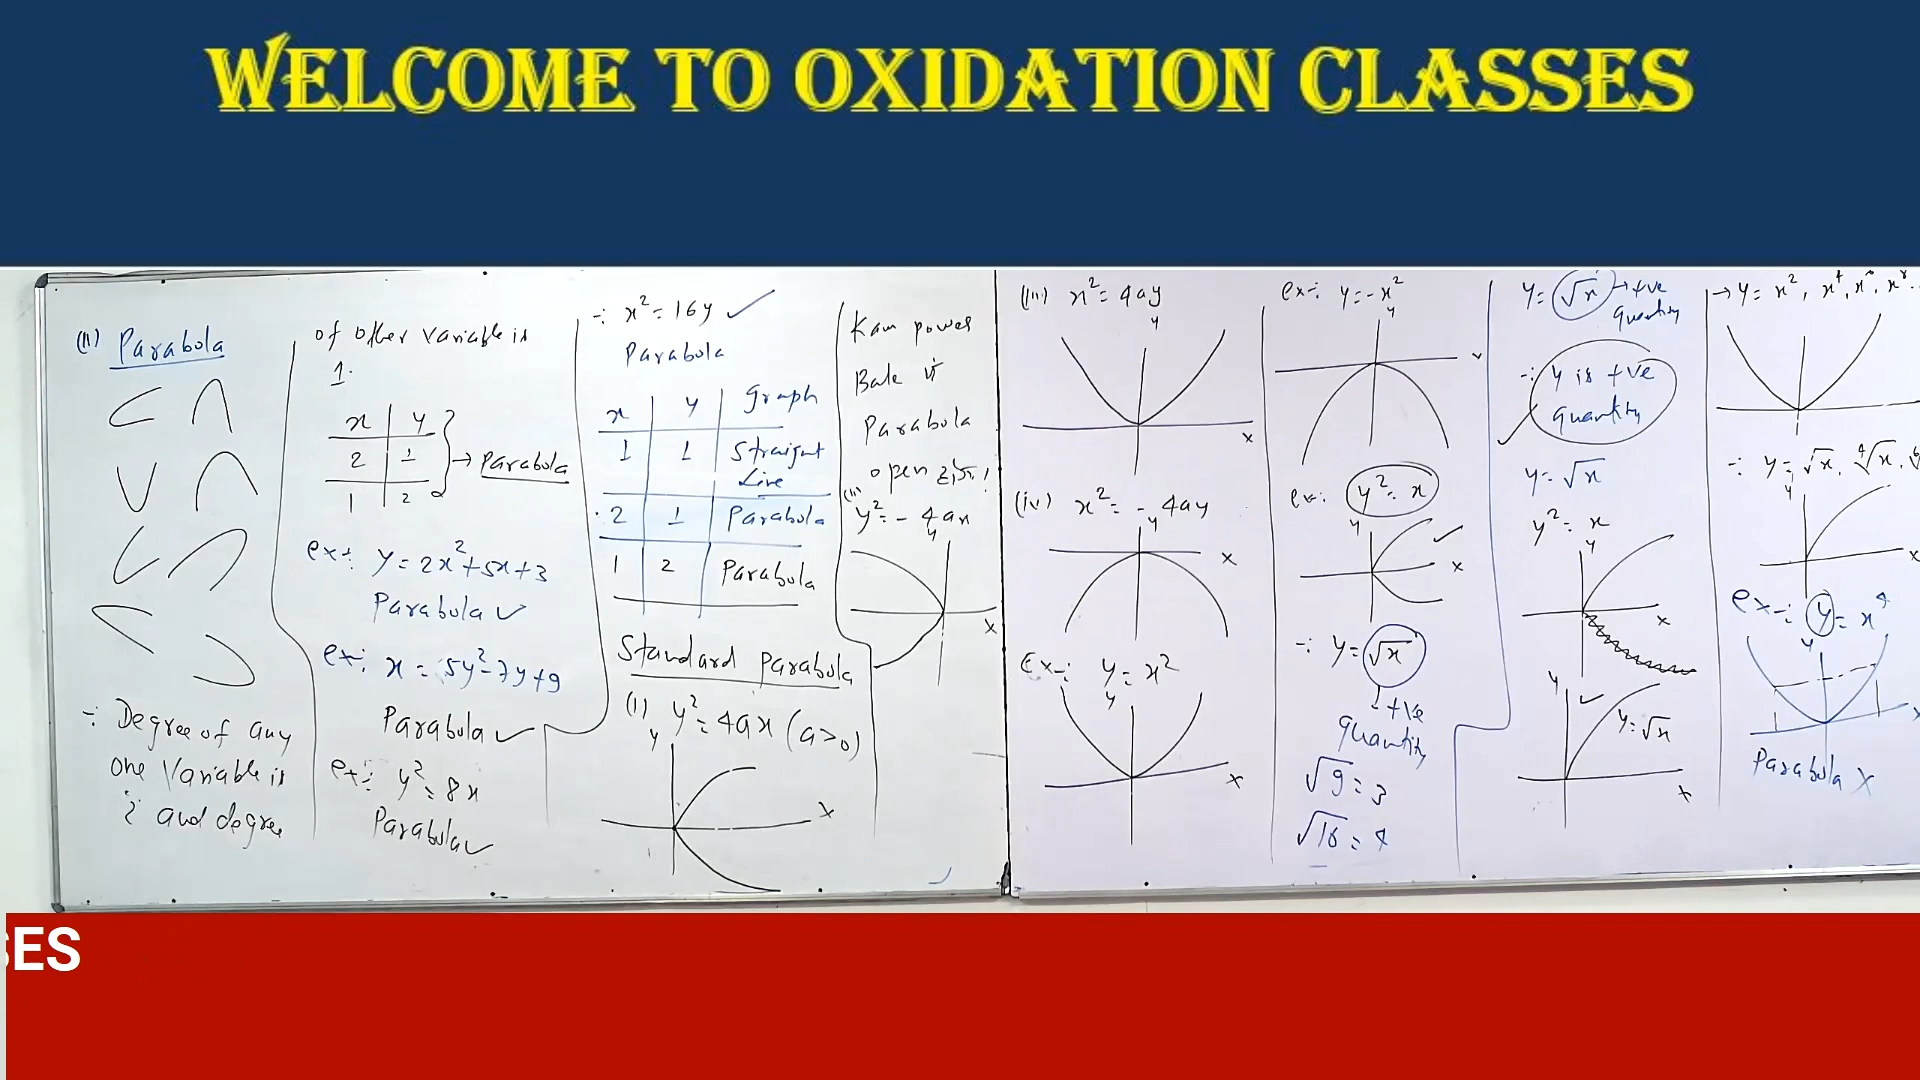 WELCOME TO OXIDATION CLASSES
(ii) Parabola
∵ Degree of any
one Variable is
2 and degree
of other variable is
1.
x y
2 1
1 2
→ Parabola
ex: y = 2x²+5x+3
Parabola ✓
ex: x = 5y²-7y+9
Parabola ✓
ex: y² = 8x
Parabola ✓
∵ x² = 16y ✓
Parabola
x y graph
1 1 Straight
Line
2 1 Parabola
1 2 Parabola
Standard Parabola
(i) y² = 4ax (a>0)
y
x
Kam power
Parabola
open
(ii)
y² = - 4ax
y
x
(iii) x² = 4ay
y
x
(iv) x² = - 4ay
y
x
Ex-: y = x²
y
x
ex-: y = -x²
y
ex: y² = x
y
x
∵ y = √x
+ve
quantity
√9 = 3
√16 = 4
y = √x → +ve
quantity
∵ y is +ve
quantity
y = √x
y² = x
y
x
y
y = √x
x
→ y = x², x⁴,
∵ y = √x, ⁴√x,
y
x
ex-: y = x⁴
y
x
Parabola X
SES